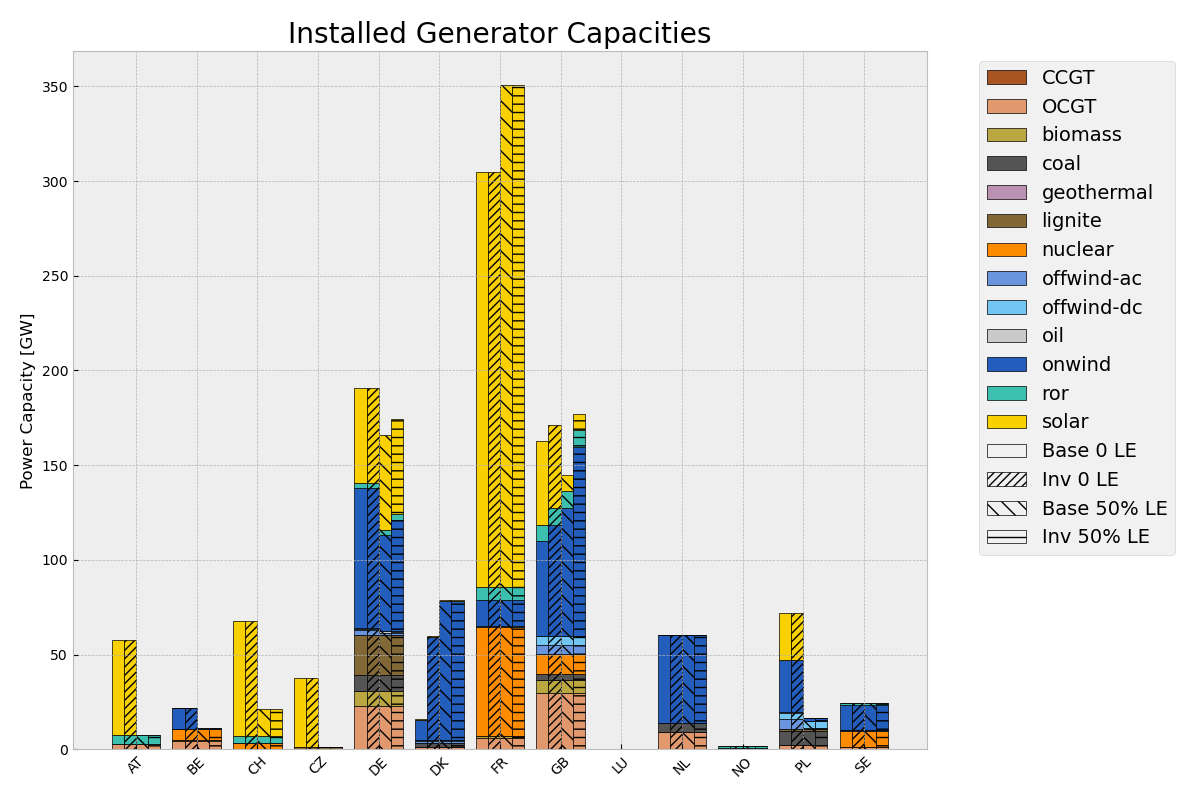 Installed Generator Capacities
Power Capacity [GW]
350
300
250
200
150
100
50
0
AT
BE
CH
CZ
DE
DK
FR
GB
LU
NL
NO
PL
SE
CCGT
OCGT
biomass
coal
geothermal
lignite
nuclear
offwind-ac
offwind-dc
oil
onwind
ror
solar
Base 0 LE
Inv 0 LE
Base 50% LE
Inv 50% LE